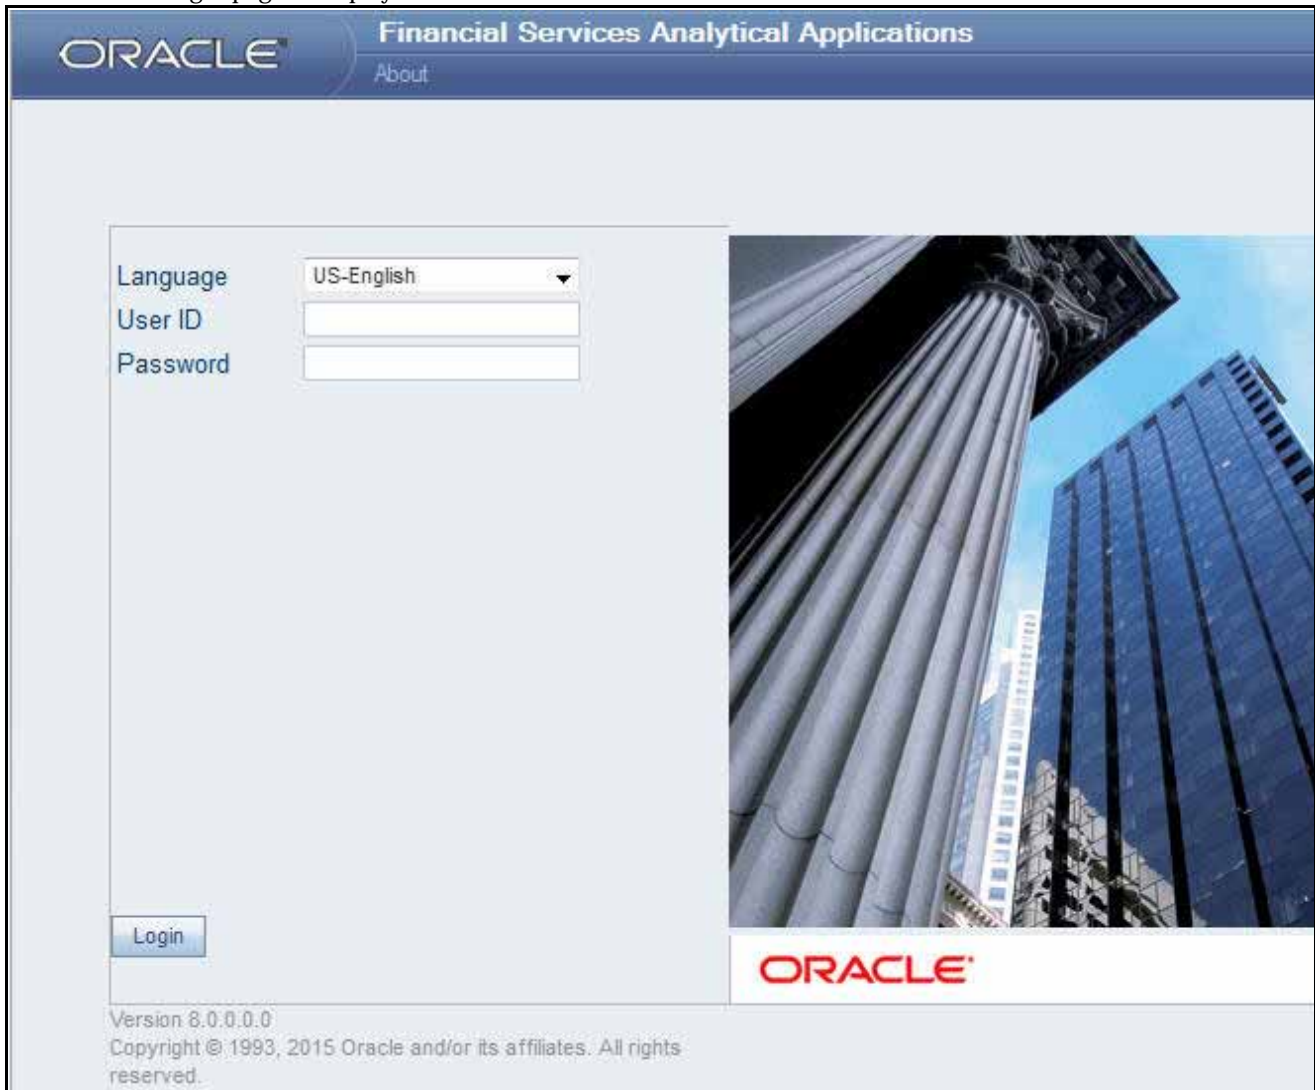 ORACLE
Financial Services Analytical Applications
About
Language
US-English
User ID
Password
Login
ORACLE
Version 8.0.0.0.0
Copyright © 1993, 2015 Oracle and/or its affiliates. All rights
reserved.